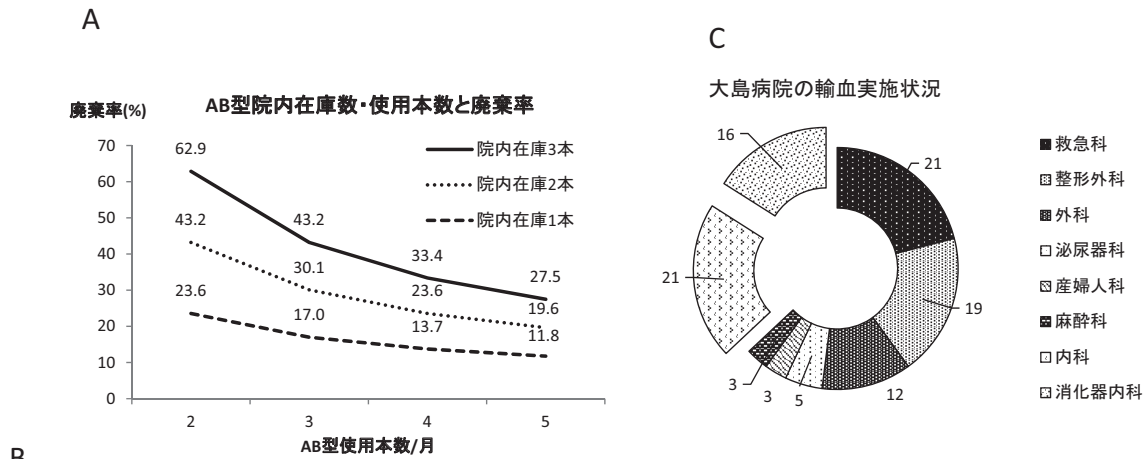 A
廃棄率(%)
AB型院内在庫数・使用本数と廃棄率
70
60
50
40
30
20
10
0
62.9
43.2
33.4
27.5
43.2
30.1
23.6
19.6
23.6
17.0
13.7
11.8
院内在庫3本
院内在庫2本
院内在庫1本
2 3 4 5
AB型使用本数/月
B
C
大島病院の輸血実施状況
21
19
12
5
3
3
21
16
救急科
整形外科
外科
泌尿器科
産婦人科
麻酔科
内科
消化器内科